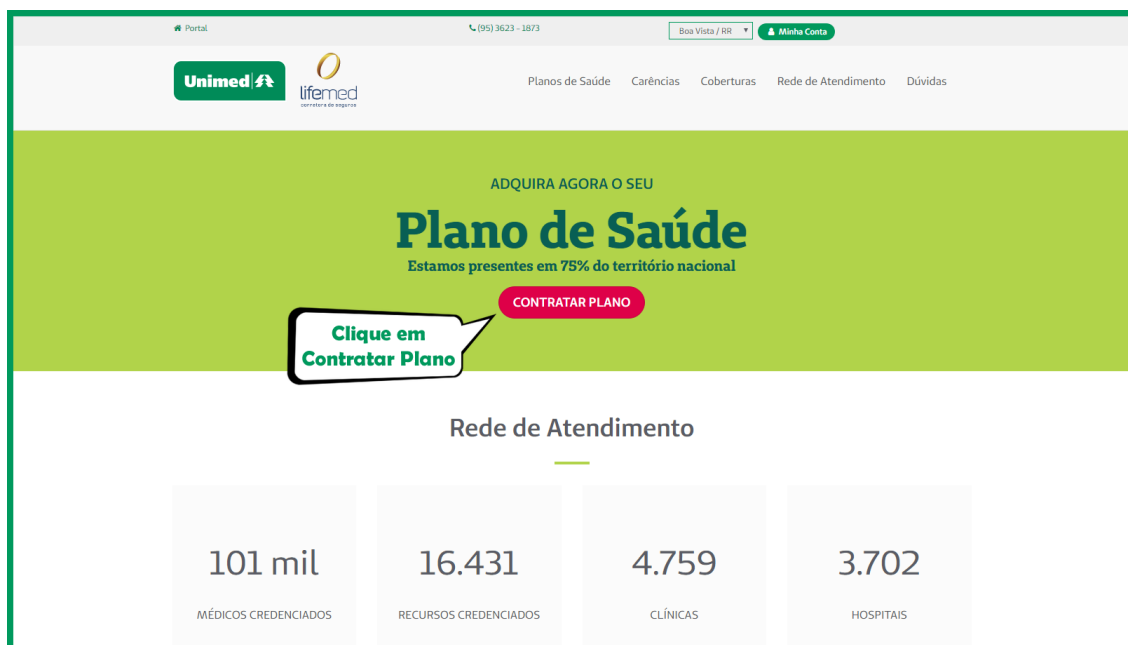 Portal
(95) 3623 - 1873
Boa Vista / RR
Minha Conta
Unimed
lifemed
corretora de seguros
Planos de Saúde Carências Coberturas Rede de Atendimento Dúvidas
ADQUIRA AGORA O SEU
Plano de Saúde
Estamos presentes em 75% do território nacional
CONTRATAR PLANO
Clique em
Contratar Plano
Rede de Atendimento
101 mil
MÉDICOS CREDENCIADOS
16.431
RECURSOS CREDENCIADOS
4.759
CLÍNICAS
3.702
HOSPITAIS